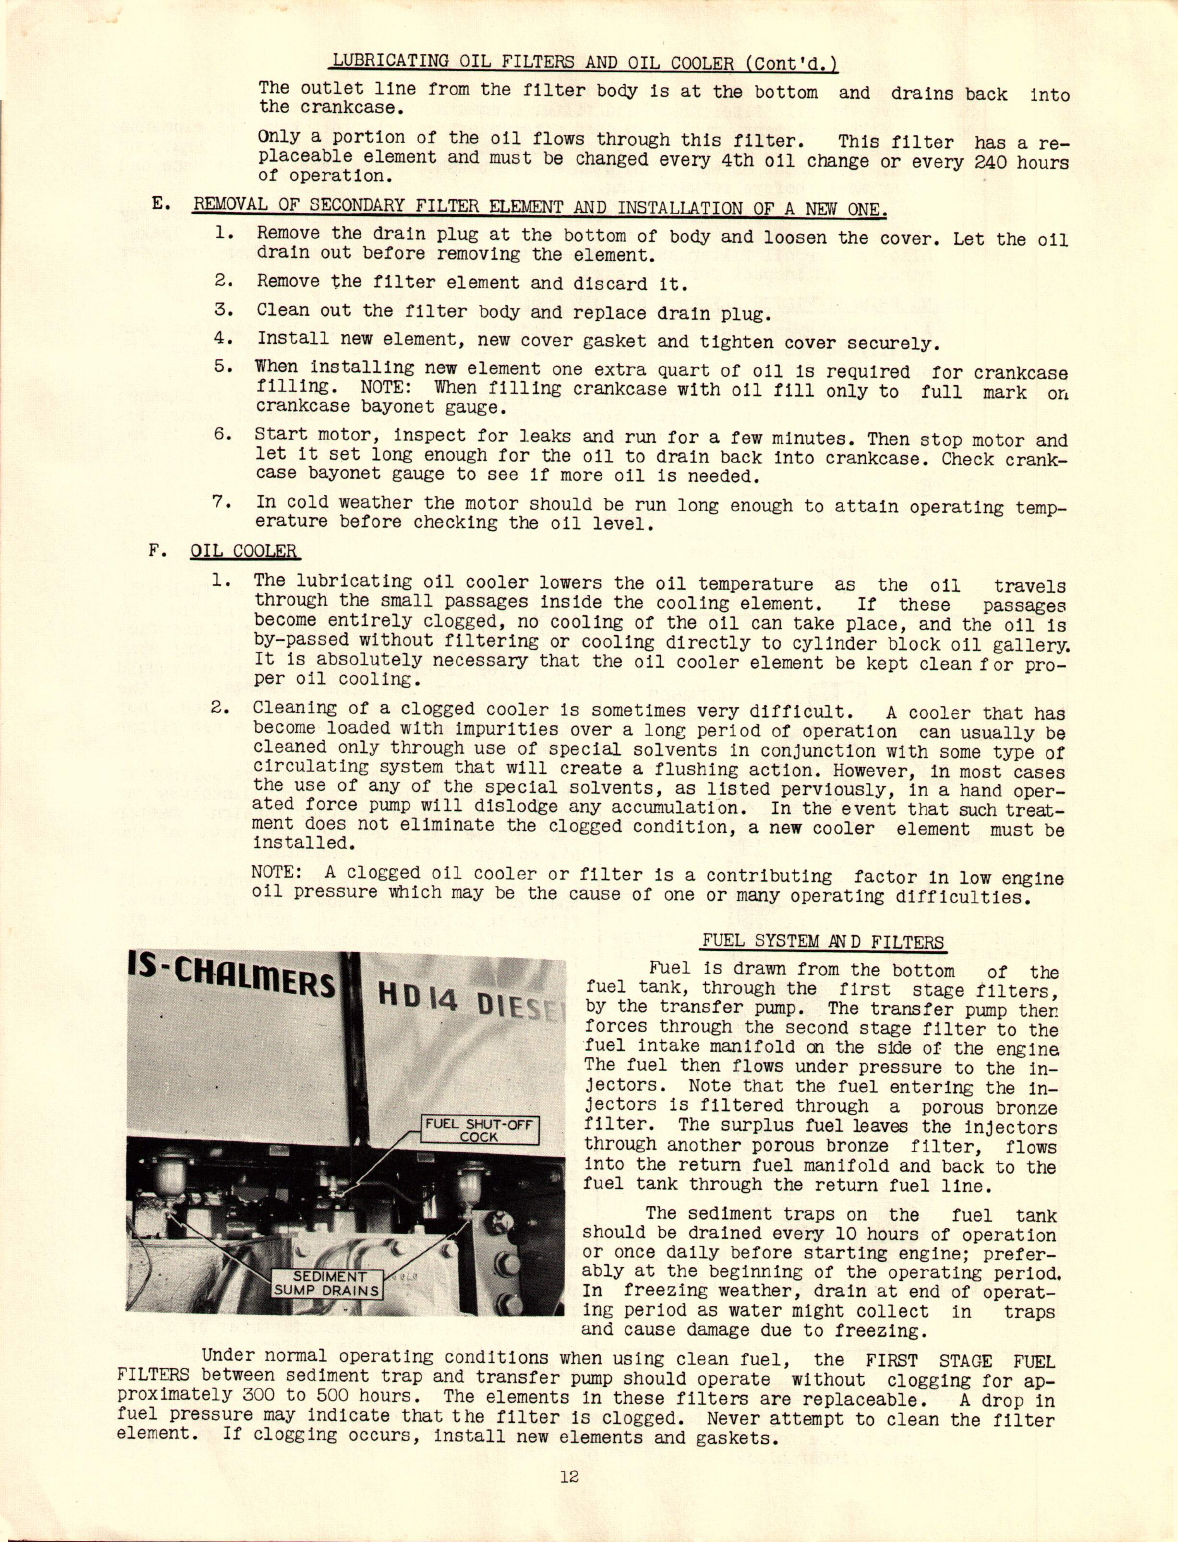 LUBRICATING OIL FILTERS AND OIL COOLER (Cont'd.)
The outlet line from the filter body is at the bottom and drains back into
the crankcase.
Only a portion of the oil flows through this filter. This filter has a re-
placeable element and must be changed every 4th oil change or every 240 hours
of operation.
E. REMOVAL OF SECONDARY FILTER ELEMENT AND INSTALLATION OF A NEW ONE.
1. Remove the drain plug at the bottom of body and loosen the cover. Let the oil
drain out before removing the element.
2. Remove the filter element and discard it.
3. Clean out the filter body and replace drain plug.
4. Install new element, new cover gasket and tighten cover securely.
5. When installing new element one extra quart of oil is required for crankcase
filling. NOTE: When filling crankcase with oil fill only to full mark on
crankcase bayonet gauge.
6. Start motor, inspect for leaks and run for a few minutes. Then stop motor and
let it set long enough for the oil to drain back into crankcase. Check crank-
case bayonet gauge to see if more oil is needed.
7. In cold weather the motor should be run long enough to attain operating temp-
erature before checking the oil level.
F. OIL COOLER
1. The lubricating oil cooler lowers the oil temperature as the oil travels
through the small passages inside the cooling element. If these passages
become entirely clogged, no cooling of the oil can take place, and the oil is
by-passed without filtering or cooling directly to cylinder block oil gallery.
It is absolutely necessary that the oil cooler element be kept clean for pro-
per oil cooling.
2. Cleaning of a clogged cooler is sometimes very difficult. A cooler that has
become loaded with impurities over a long period of operation can usually be
cleaned only through use of special solvents in conjunction with some type of
circulating system that will create a flushing action. However, in most cases
the use of any of the special solvents, as listed perviously, in a hand oper-
ated force pump will dislodge any accumulation. In the event that such treat-
ment does not eliminate the clogged condition, a new cooler element must be
installed.
NOTE: A clogged oil cooler or filter is a contributing factor in low engine
oil pressure which may be the cause of one or many operating difficulties.
IS-CHALMERS
HD14 DIESEL
FUEL SHUT-OFF
COCK
SEDIMENT
SUMP DRAINS
FUEL SYSTEM AND FILTERS
Fuel is drawn from the bottom of the
fuel tank, through the first stage filters,
by the transfer pump. The transfer pump then
forces through the second stage filter to the
fuel intake manifold on the side of the engine
The fuel then flows under pressure to the in-
jectors. Note that the fuel entering the in-
jectors is filtered through a porous bronze
filter. The surplus fuel leaves the injectors
through another porous bronze filter, flows
into the return fuel manifold and back to the
fuel tank through the return fuel line.
The sediment traps on the fuel tank
should be drained every 10 hours of operation
or once daily before starting engine; prefer-
ably at the beginning of the operating period.
In freezing weather, drain at end of operat-
ing period as water might collect in traps
and cause damage due to freezing.
Under normal operating conditions when using clean fuel, the FIRST STAGE FUEL
FILTERS between sediment trap and transfer pump should operate without clogging for ap-
proximately 300 to 500 hours. The elements in these filters are replaceable. A drop in
fuel pressure may indicate that the filter is clogged. Never attempt to clean the filter
element. If clogging occurs, install new elements and gaskets.
12